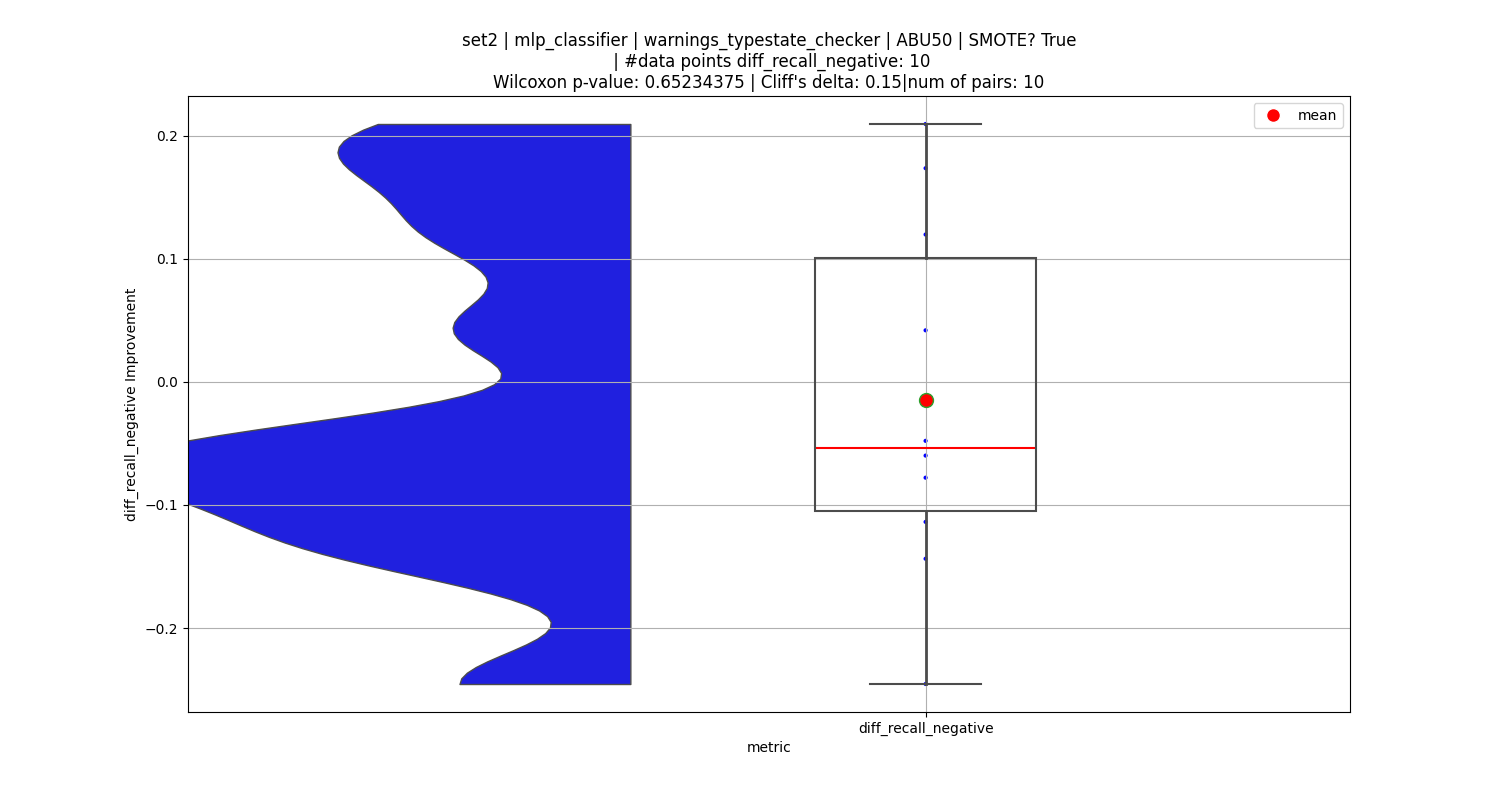 set2 | mlp_classifier | warnings_typestate_checker | ABU50 | SMOTE? True
| #data points diff_recall_negative: 10
Wilcoxon p-value: 0.65234375 | Cliff's delta: 0.15|num of pairs: 10
mean
0.2
0.1
0.0
−0.1
−0.2
diff_recall_negative Improvement
diff_recall_negative
metric